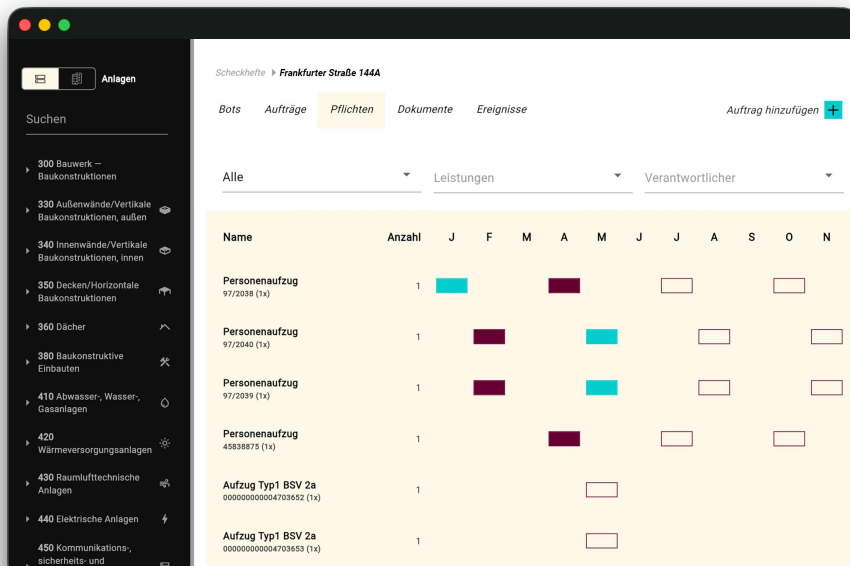 Anlagen
Suchen
300 Bauwerk —
Baukonstruktionen
330 Außenwände/Vertikale
Baukonstruktionen, außen
340 Innenwände/Vertikale
Baukonstruktionen, innen
350 Decken/Horizontale
Baukonstruktionen
360 Dächer
380 Baukonstruktive
Einbauten
410 Abwasser-, Wasser-,
Gasanlagen
420
Wärmeversorgungsanlagen
430 Raumlufttechnische
Anlagen
440 Elektrische Anlagen
450 Kommunikations-,
sicherheits- und
Scheckhefte Frankfurter Straße 144A
Bots Aufträge Pflichten Dokumente Ereignisse Auftrag hinzufügen +
Alle Leistungen Verantwortlicher
Name Anzahl J F M A M J J A S O N
Personenaufzug 1
97/2038 (1x)
Personenaufzug 1
97/2040 (1x)
Personenaufzug 1
97/2039 (1x)
Personenaufzug 1
45838875 (1x)
Aufzug Typ1 BSV 2a 1
000000000004703652 (1x)
Aufzug Typ1 BSV 2a 1
000000000004703653 (1x)